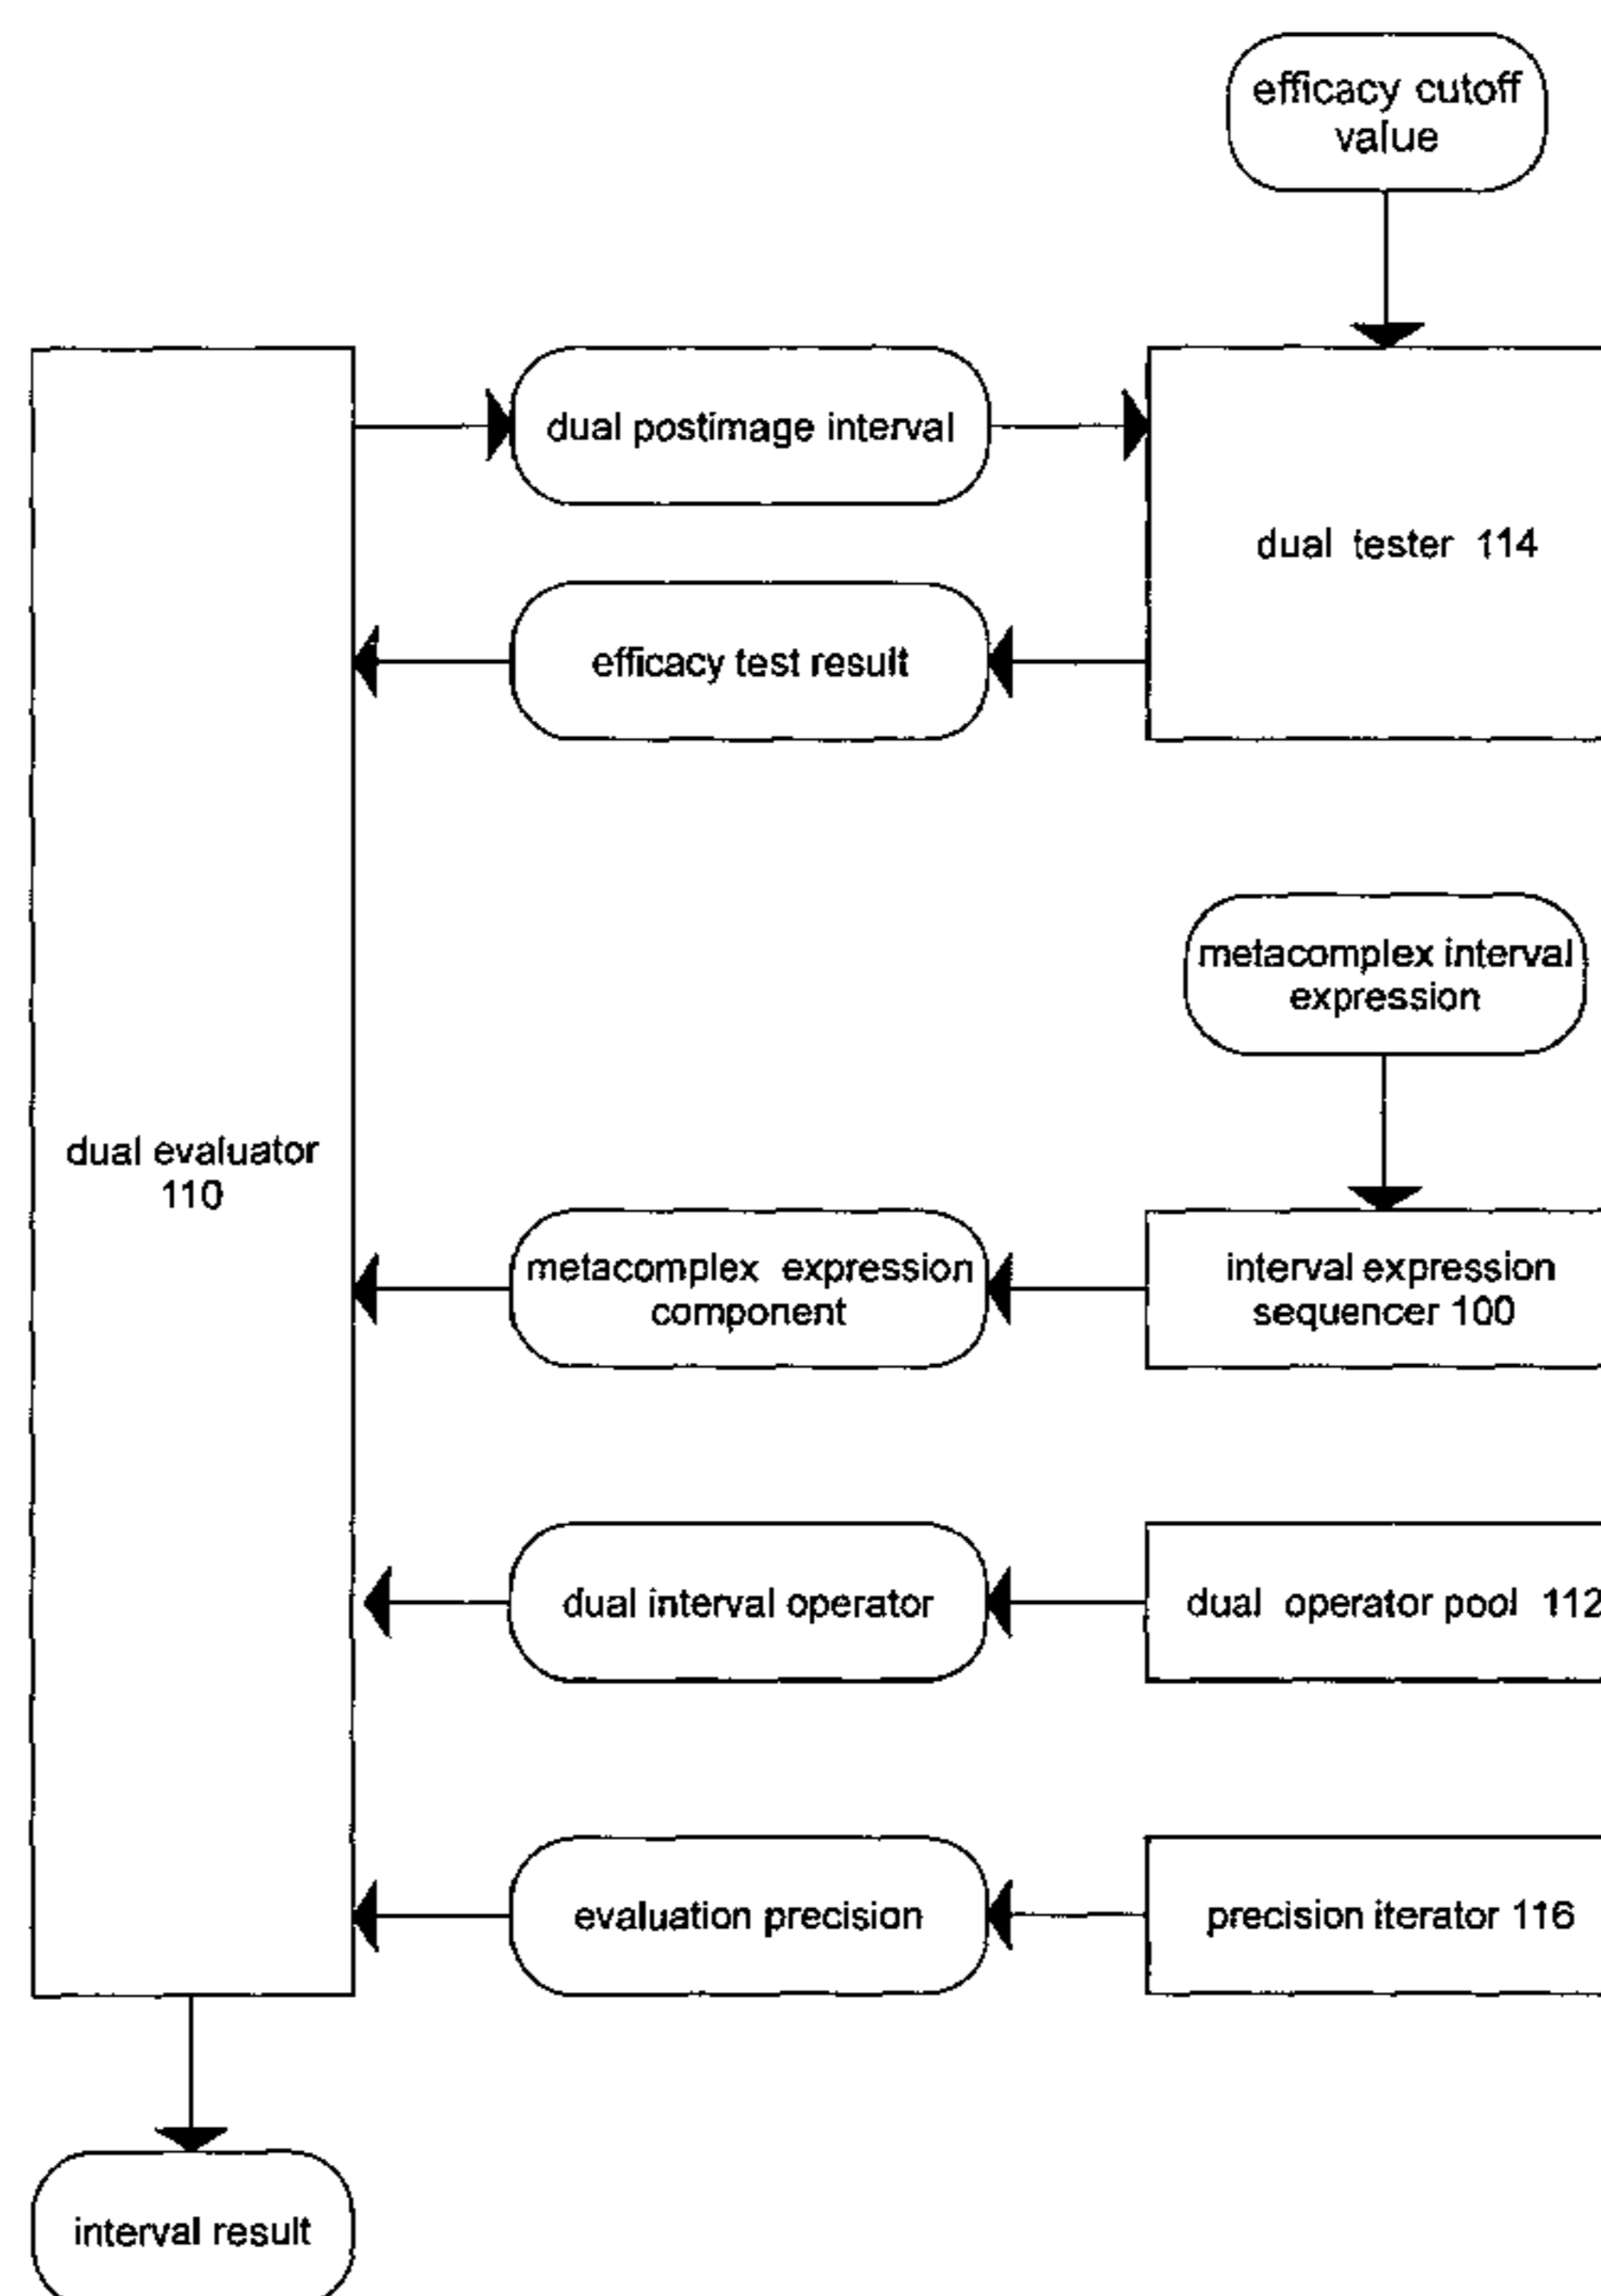 efficacy cutoff
value
dual postimage interval
dual tester 114
efficacy test result
metacomplex interval
expression
dual evaluator
110
metacomplex expression
component
interval expression
sequencer 100
dual interval operator
dual operator pool 112
evaluation precision
precision iterator 116
interval result